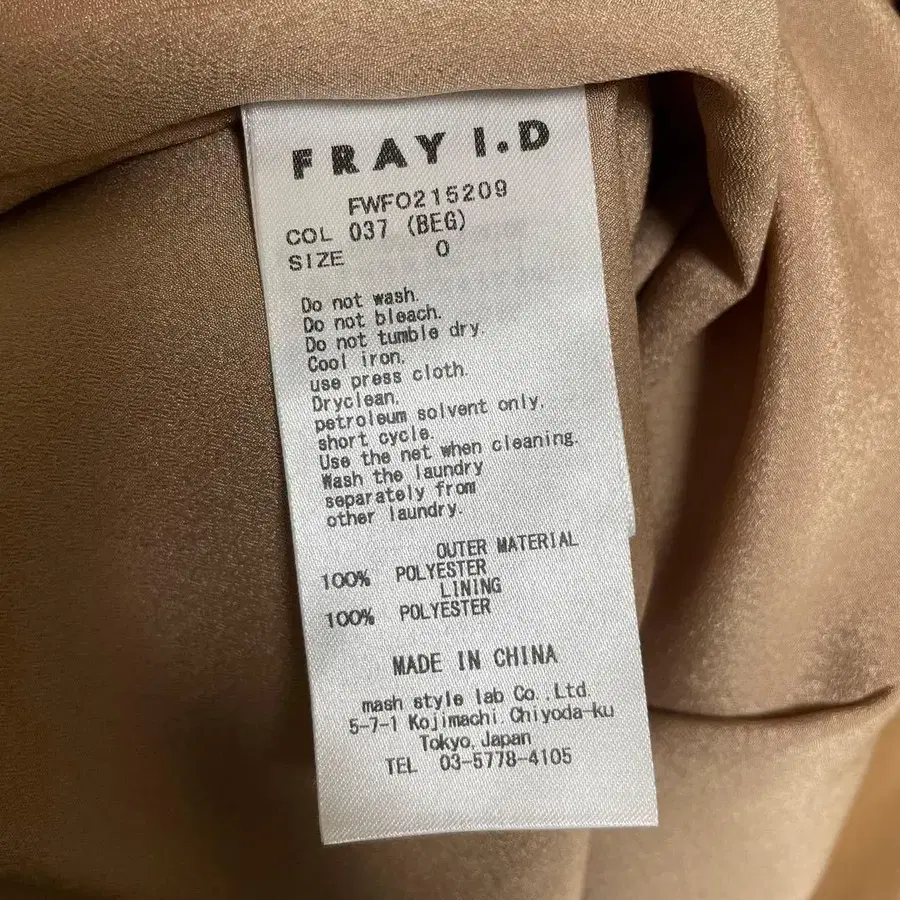 FRAY I.D
FWFO215209
COL 037 (BEG)
SIZE 0
Do not wash.
Do not bleach.
Do not tumble dry.
Cool iron.
use press cloth.
Dryclean.
petroleum solvent only.
short cycle.
Use the net when cleaning.
Wash the laundry
separately from
other laundry.
OUTER MATERIAL
100% POLYESTER
LINING
100% POLYESTER
MADE IN CHINA
mash style lab Co.,Ltd.
5-7-1 Kojimachi Chiyoda-ku
Tokyo, Japan
TEL 03-5778-4105